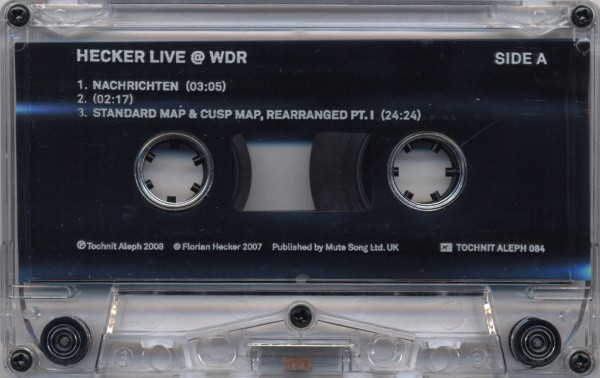 HECKER LIVE @ WDR
SIDE A
1. NACHRICHTEN (03:05)
2. (02:17)
3. STANDARD MAP & CUSP MAP, REARRANGED PT. I (24:24)
℗ Tochnit Aleph 2008 © Florian Hecker 2007 Published by Mute Song Ltd. UK TOCHNIT ALEPH 084